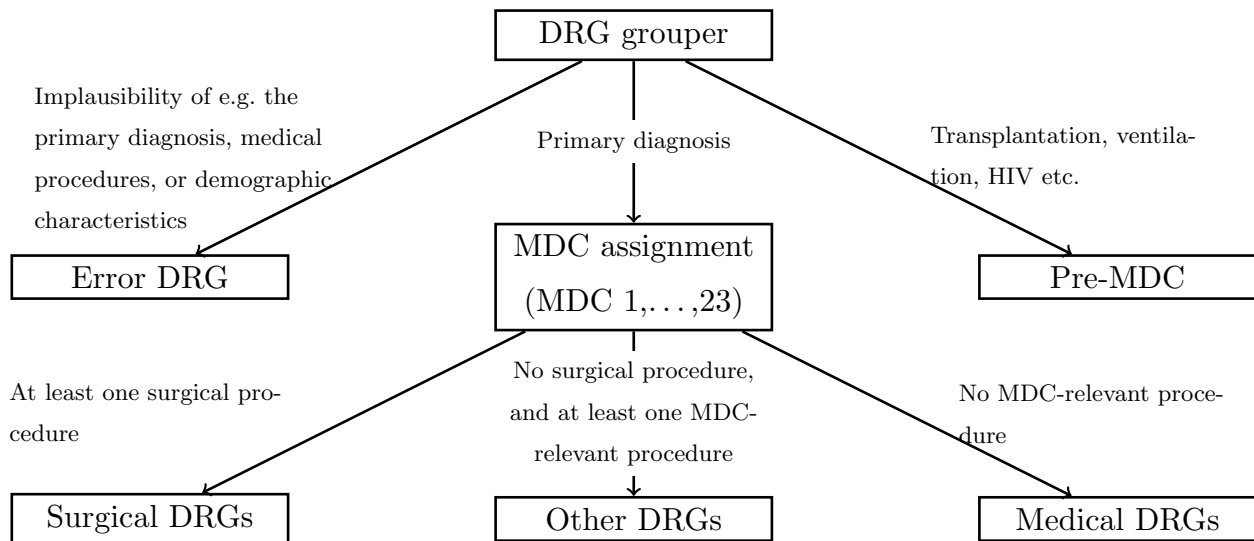 DRG grouper
Implausibility of e.g. the
primary diagnosis, medical
procedures, or demographic
characteristics
Primary diagnosis
Transplantation, ventila-
tion, HIV etc.
Error DRG
MDC assignment
(MDC 1,...,23)
Pre-MDC
At least one surgical pro-
cedure
No surgical procedure,
and at least one MDC-
relevant procedure
No MDC-relevant proce-
dure
Surgical DRGs
Other DRGs
Medical DRGs